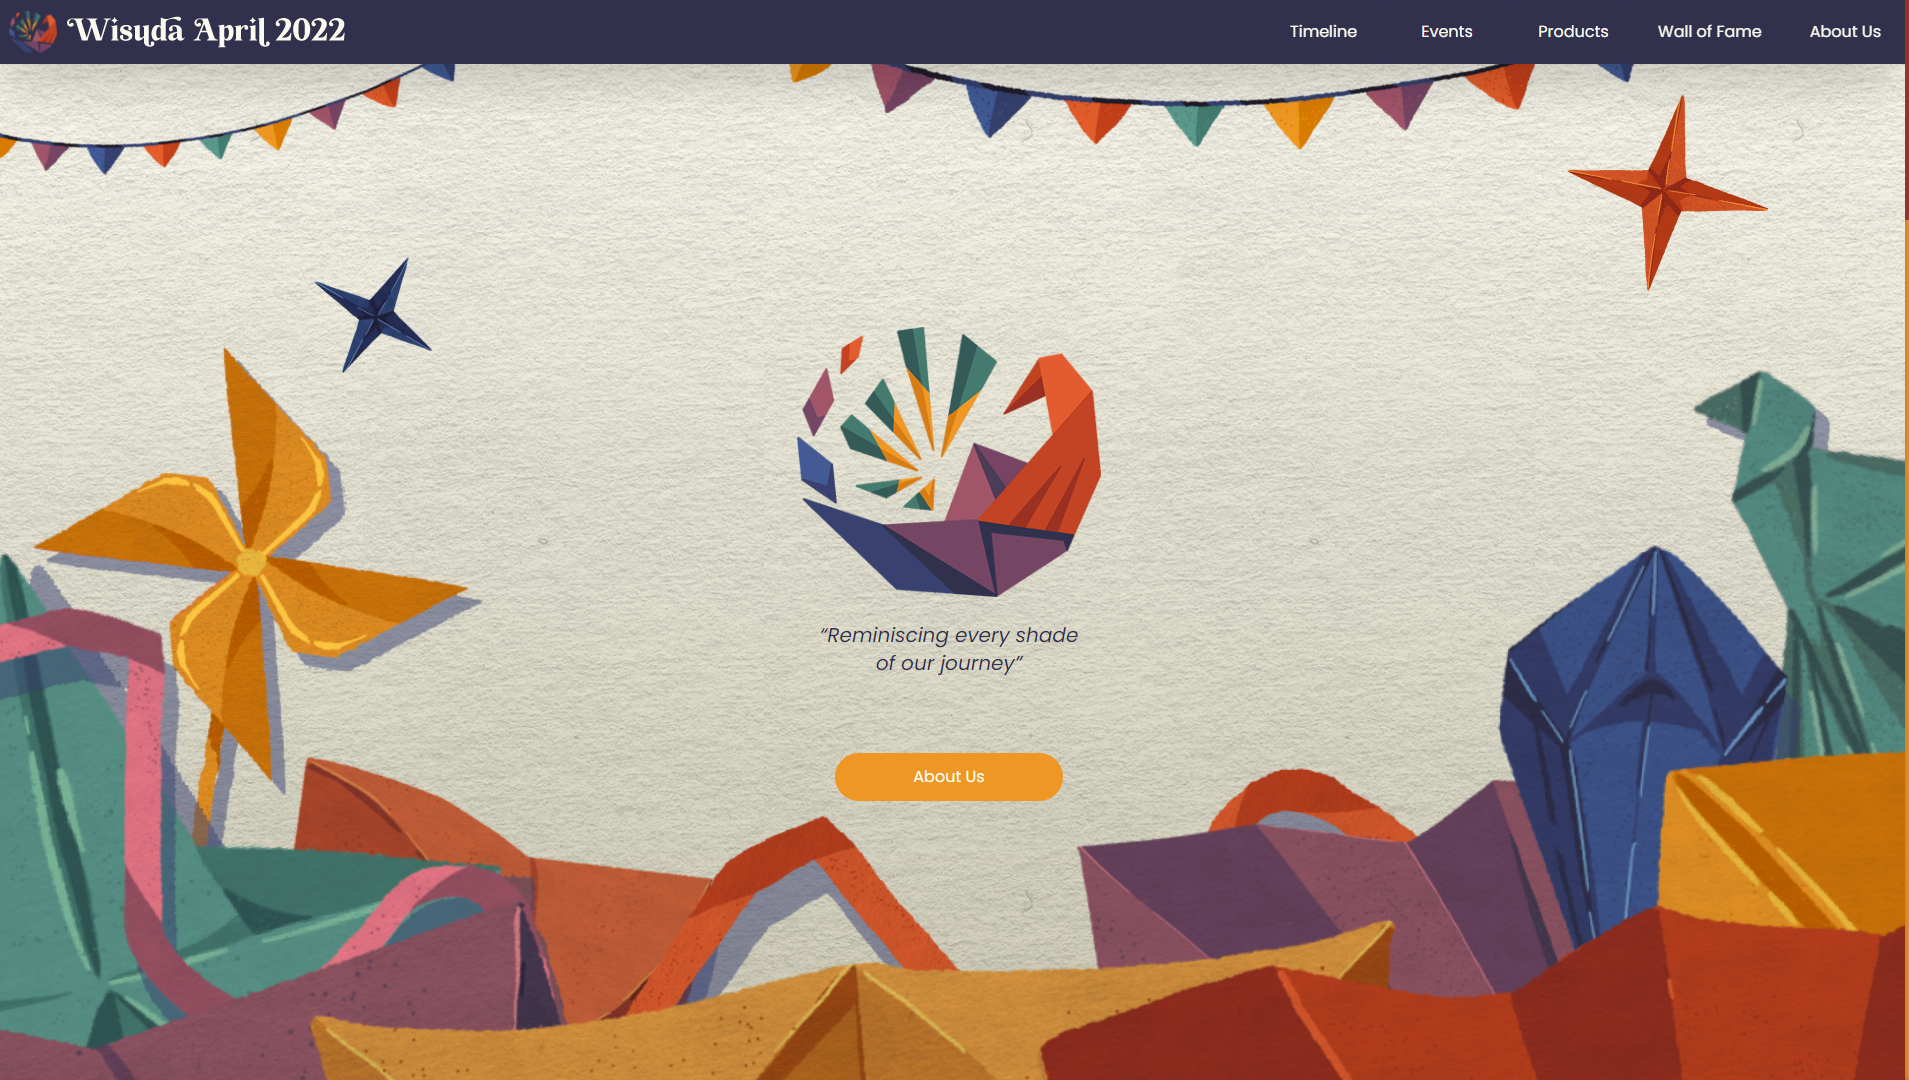 Wisuda April 2022
Timeline
Events
Products
Wall of Fame
About Us
“Reminiscing every shade
of our journey”
About Us